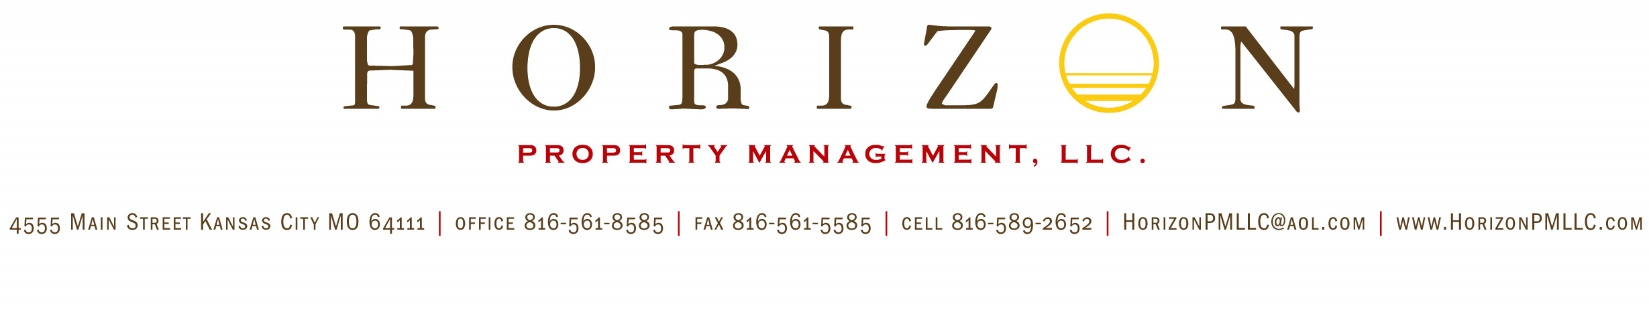 HORIZON
PROPERTY MANAGEMENT, LLC.
4555 Main Street Kansas City MO 64111 | office 816-561-8585 | fax 816-561-5585 | cell 816-589-2652 | HorizonPMLLC@aol.com | www.HorizonPMLLC.com